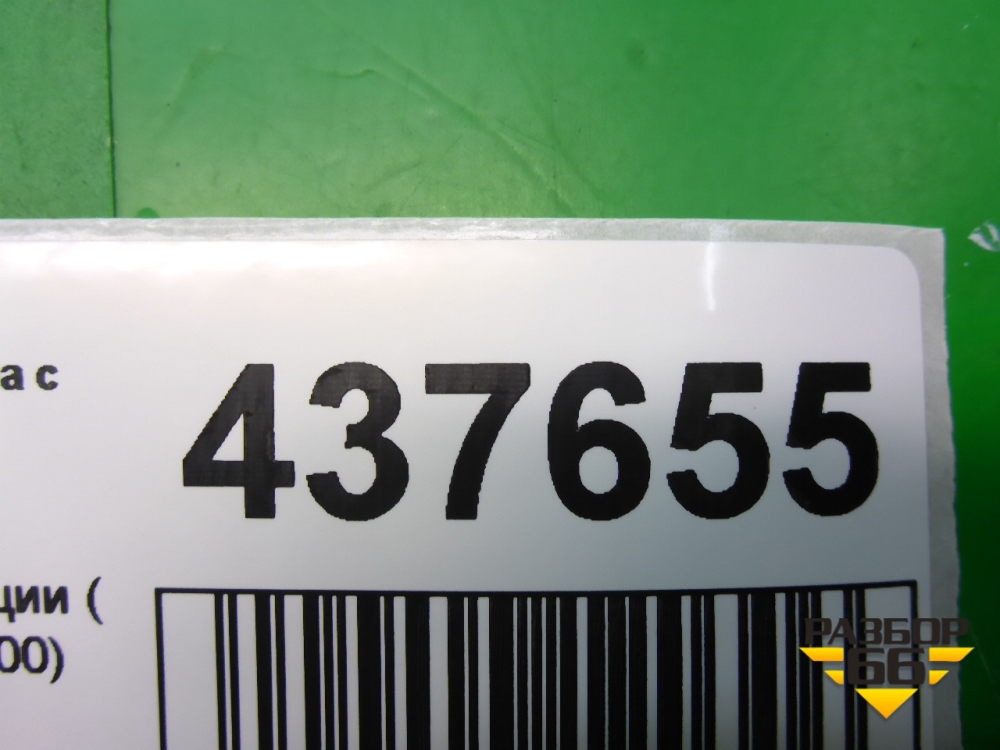 а с
437655
ции (
00)
РАЗБОР
66